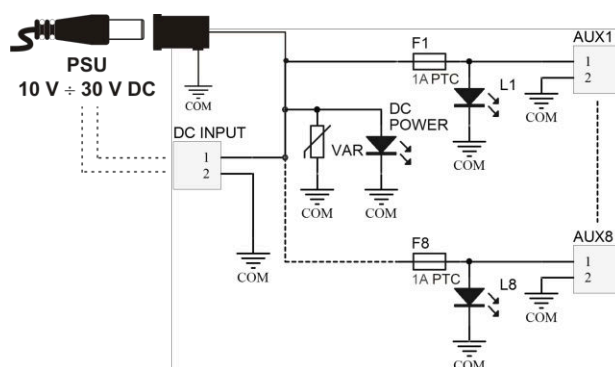 PSU
10 V ÷ 30 V DC
COM
DC INPUT
1
2
COM
VAR
COM
DC
POWER
COM
F1
1A PTC
L1
COM
AUX1
1
2
COM
F8
1A PTC
L8
COM
AUX8
1
2
COM